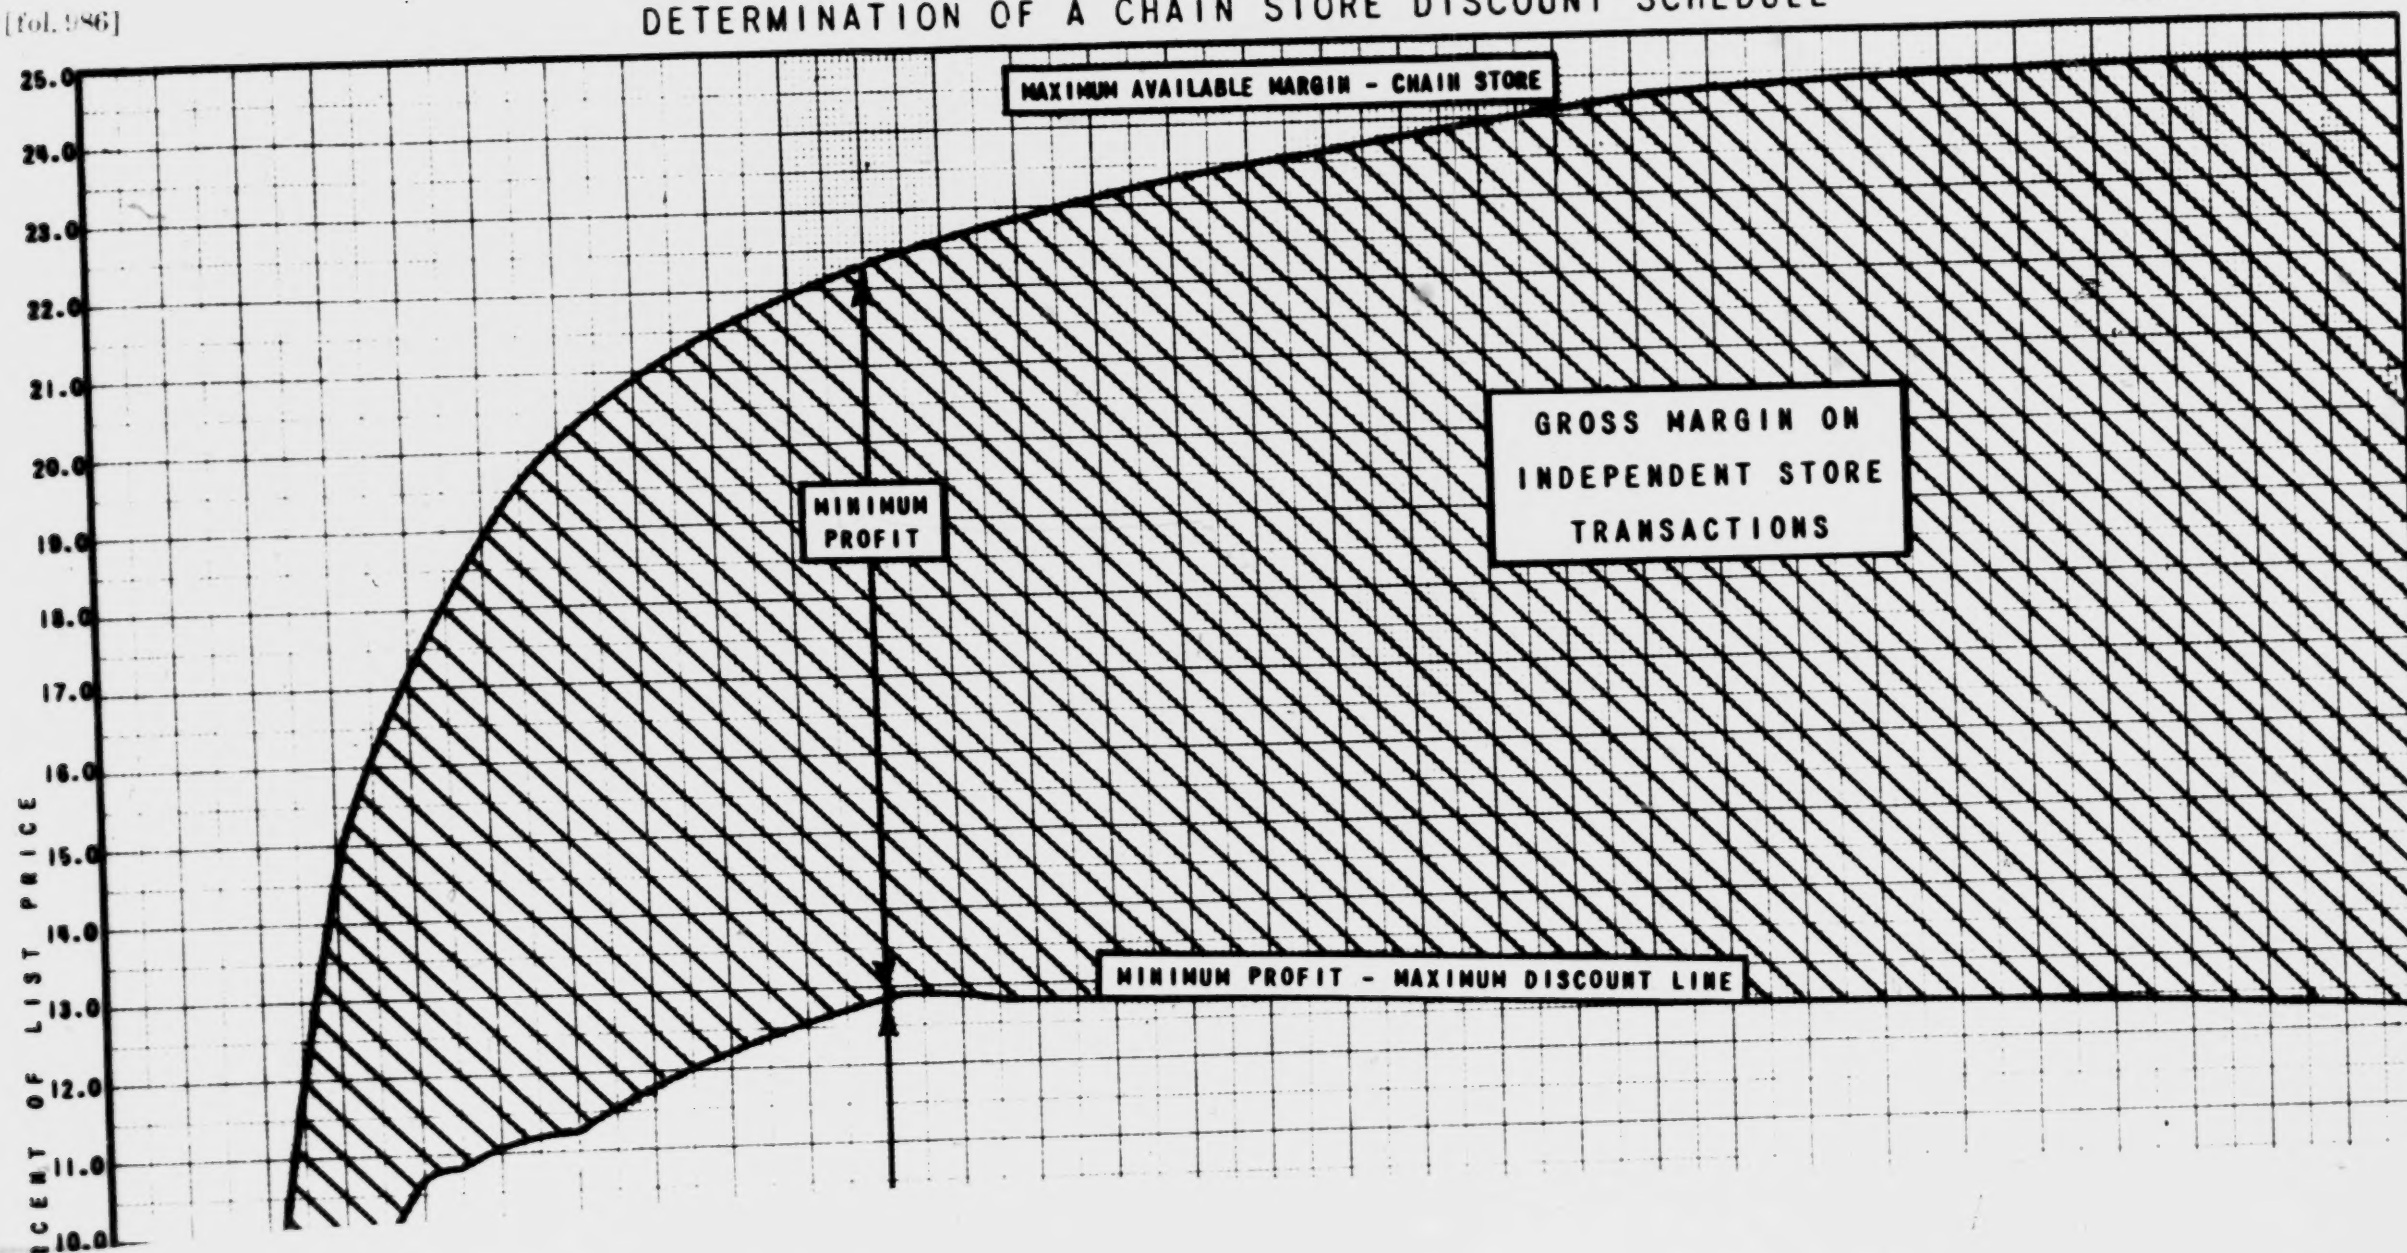 [fol. 986]
DETERMINATION OF A CHAIN STORE DISCOUNT SCHEDULE
MAXIMUM AVAILABLE MARGIN - CHAIN STORE
25.0
24.0
23.0
22.0
21.0
20.0
19.0
18.0
17.0
16.0
15.0
14.0
13.0
12.0
11.0
10.0
OF LIST PRICE
GROSS MARGIN ON
INDEPENDENT STORE
TRANSACTIONS
MINIMUM
PROFIT
MINIMUM PROFIT - MAXIMUM DISCOUNT LINE